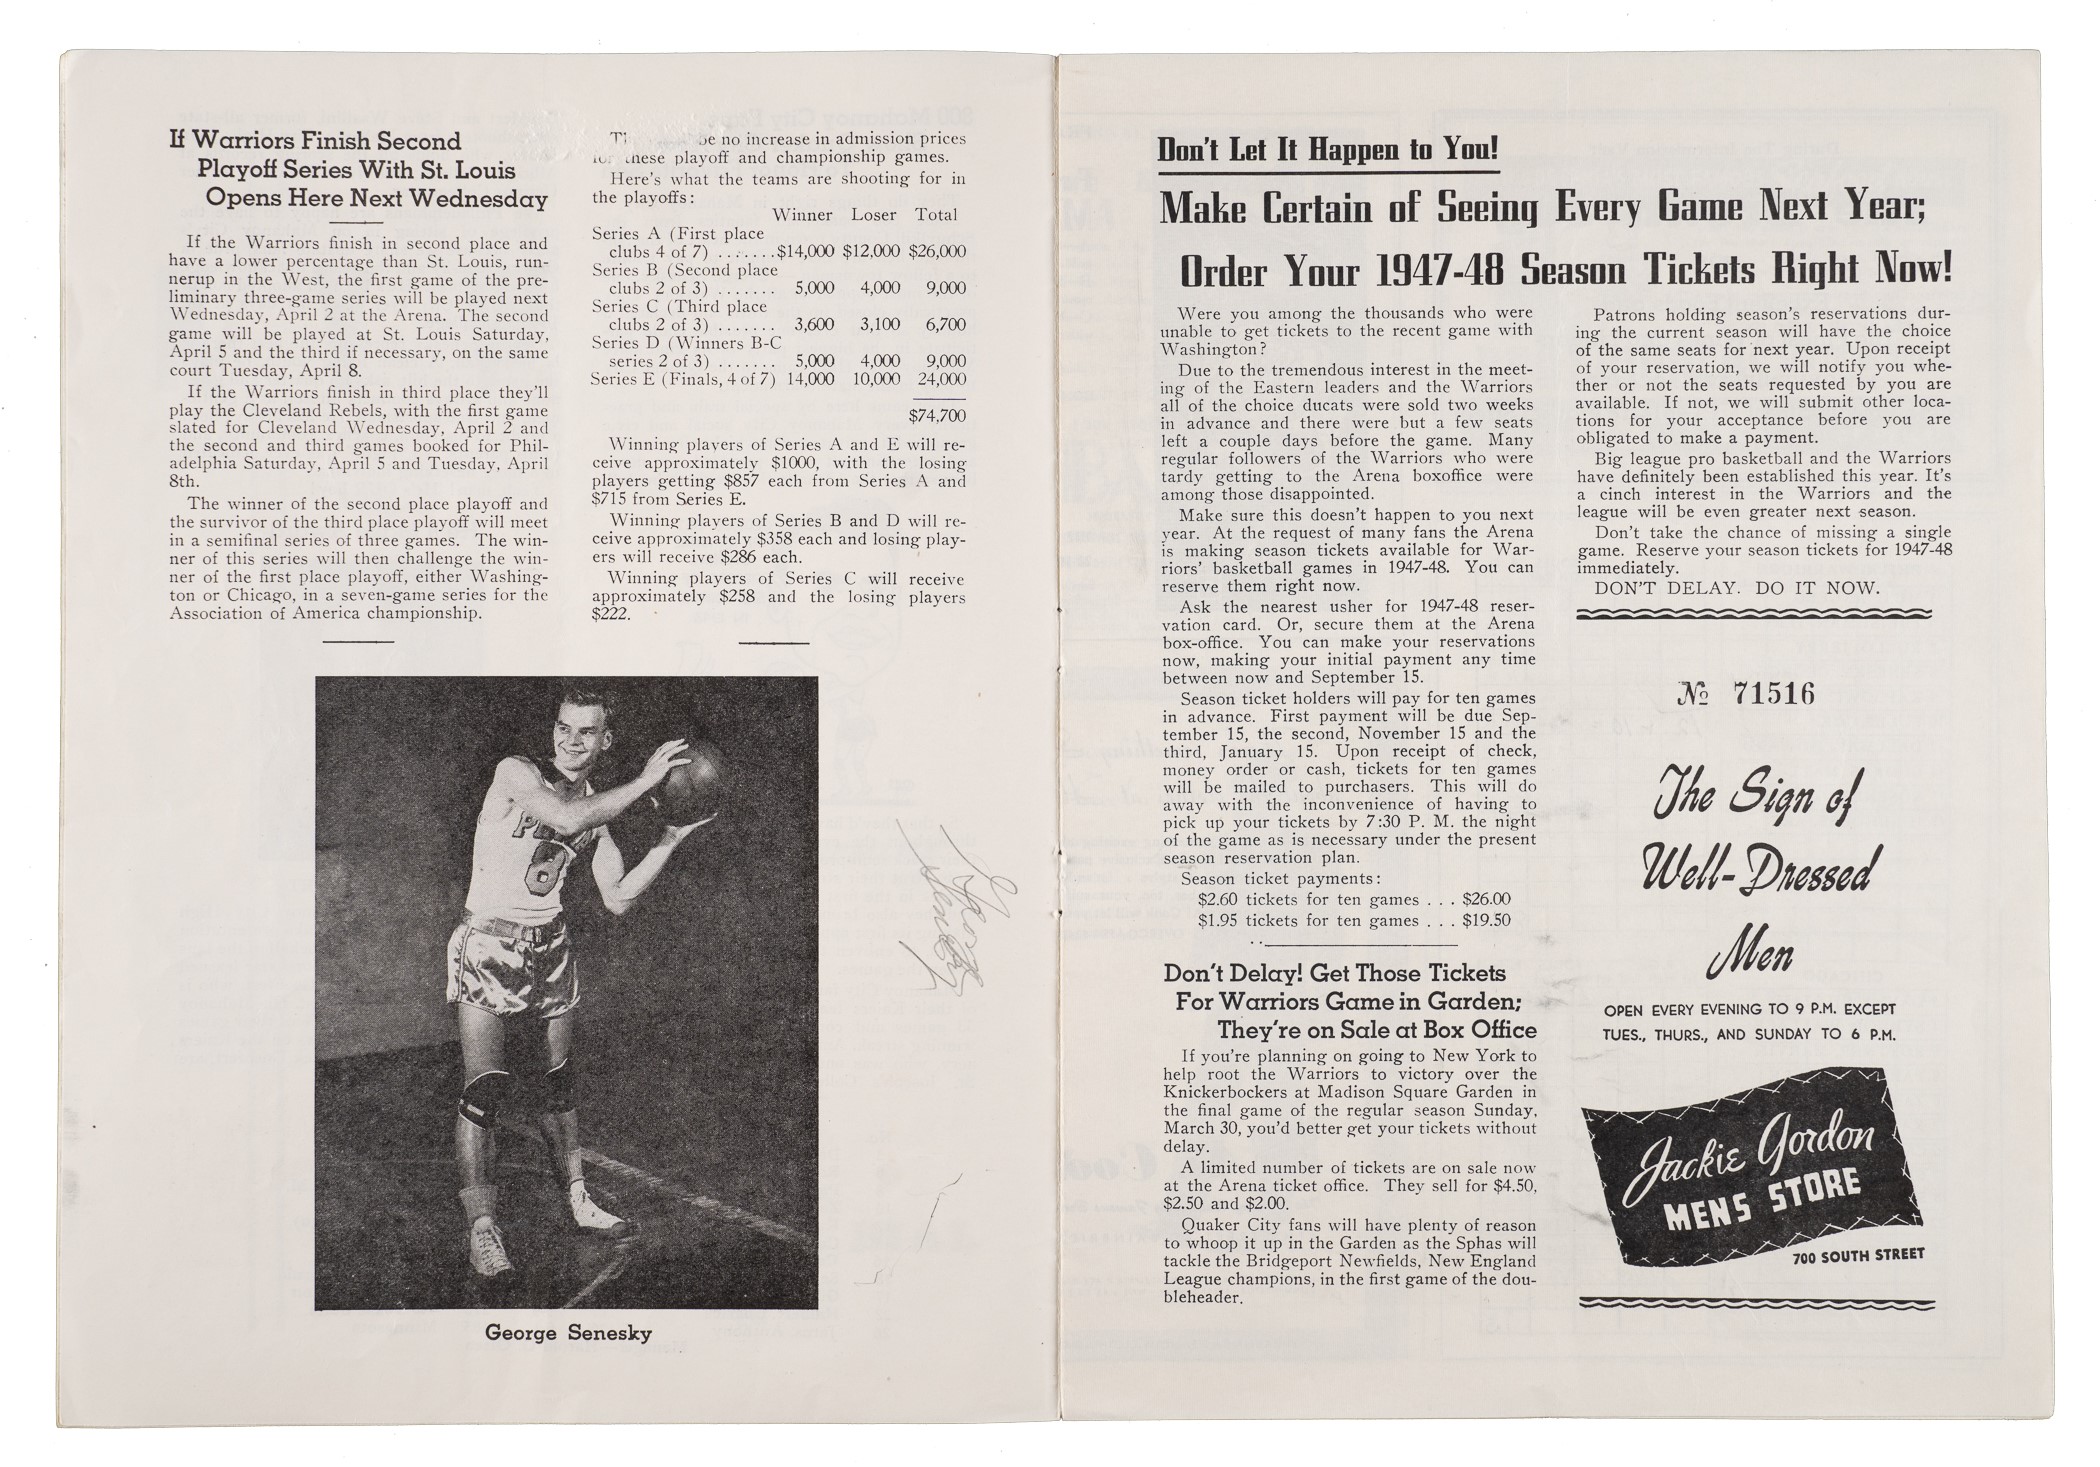 If Warriors Finish Second
Playoff Series With St. Louis
Opens Here Next Wednesday
If the Warriors finish in second place and
have a lower percentage than St. Louis, run-
nerup in the West, the first game of the pre-
liminary three-game series will be played next
Wednesday, April 2 at the Arena. The second
game will be played at St. Louis Saturday,
April 5 and the third if necessary, on the same
court Tuesday, April 8.
If the Warriors finish in third place they'll
play the Cleveland Rebels, with the first game
slated for Cleveland Wednesday, April 2 and
the second and third games booked for Phil-
adelphia Saturday, April 5 and Tuesday, April
8th.
The winner of the second place playoff and
the survivor of the third place playoff will meet
in a semifinal series of three games. The win-
ner of this series will then challenge the win-
ner of the first place playoff, either Washing-
ton or Chicago, in a seven-game series for the
Association of America championship.
be no increase in admission prices
these playoff and championship games.
Here's what the teams are shooting for in
the playoffs:
Winner Loser Total
Series A (First place
clubs 4 of 7) ....... $14,000 $12,000 $26,000
Series B (Second place
clubs 2 of 3) ....... 5,000 4,000 9,000
Series C (Third place
clubs 2 of 3) ....... 3,600 3,100 6,700
Series D (Winners B-C
series 2 of 3) ....... 5,000 4,000 9,000
Series E (Finals, 4 of 7) 14,000 10,000 24,000
$74,700
Winning players of Series A and E will re-
ceive approximately $1000, with the losing
players getting $857 each from Series A and
$715 from Series E.
Winning players of Series B and D will re-
ceive approximately $358 each and losing play-
ers will receive $286 each.
Winning players of Series C will receive
approximately $258 and the losing players
$222.
PHILA
8
George Senesky
George Senesky
Don't Let It Happen to You!
Make Certain of Seeing Every Game Next Year;
Order Your 1947-48 Season Tickets Right Now!
Were you among the thousands who were
unable to get tickets to the recent game with
Washington?
Due to the tremendous interest in the meet-
ing of the Eastern leaders and the Warriors
all of the choice ducats were sold two weeks
in advance and there were but a few seats
left a couple days before the game. Many
regular followers of the Warriors who were
tardy getting to the Arena boxoffice were
among those disappointed.
Make sure this doesn't happen to you next
year. At the request of many fans the Arena
is making season tickets available for War-
riors' basketball games in 1947-48. You can
reserve them right now.
Ask the nearest usher for 1947-48 reser-
vation card. Or, secure them at the Arena
box-office. You can make your reservations
now, making your initial payment any time
between now and September 15.
Season ticket holders will pay for ten games
in advance. First payment will be due Sep-
tember 15, the second, November 15 and the
third, January 15. Upon receipt of check,
money order or cash, tickets for ten games
will be mailed to purchasers. This will do
away with the inconvenience of having to
pick up your tickets by 7:30 P. M. the night
of the game as is necessary under the present
season reservation plan.
Season ticket payments:
$2.60 tickets for ten games . . . $26.00
$1.95 tickets for ten games . . . $19.50
Don't Delay! Get Those Tickets
For Warriors Game in Garden;
They're on Sale at Box Office
If you're planning on going to New York to
help root the Warriors to victory over the
Knickerbockers at Madison Square Garden in
the final game of the regular season Sunday,
March 30, you'd better get your tickets without
delay.
A limited number of tickets are on sale now
at the Arena ticket office. They sell for $4.50,
$2.50 and $2.00.
Quaker City fans will have plenty of reason
to whoop it up in the Garden as the Sphas will
tackle the Bridgeport Newfields, New England
League champions, in the first game of the dou-
bleheader.
Patrons holding season's reservations dur-
ing the current season will have the choice
of the same seats for next year. Upon receipt
of your reservation, we will notify you whe-
ther or not the seats requested by you are
available. If not, we will submit other loca-
tions for your acceptance before you are
obligated to make a payment.
Big league pro basketball and the Warriors
have definitely been established this year. It's
a cinch interest in the Warriors and the
league will be even greater next season.
Don't take the chance of missing a single
game. Reserve your season tickets for 1947-48
immediately.
DON'T DELAY. DO IT NOW.
№ 71516
The Sign of
Well-Dressed
Men
OPEN EVERY EVENING TO 9 P.M. EXCEPT
TUES., THURS., AND SUNDAY TO 6 P.M.
Jackie Gordon
MENS STORE
700 SOUTH STREET